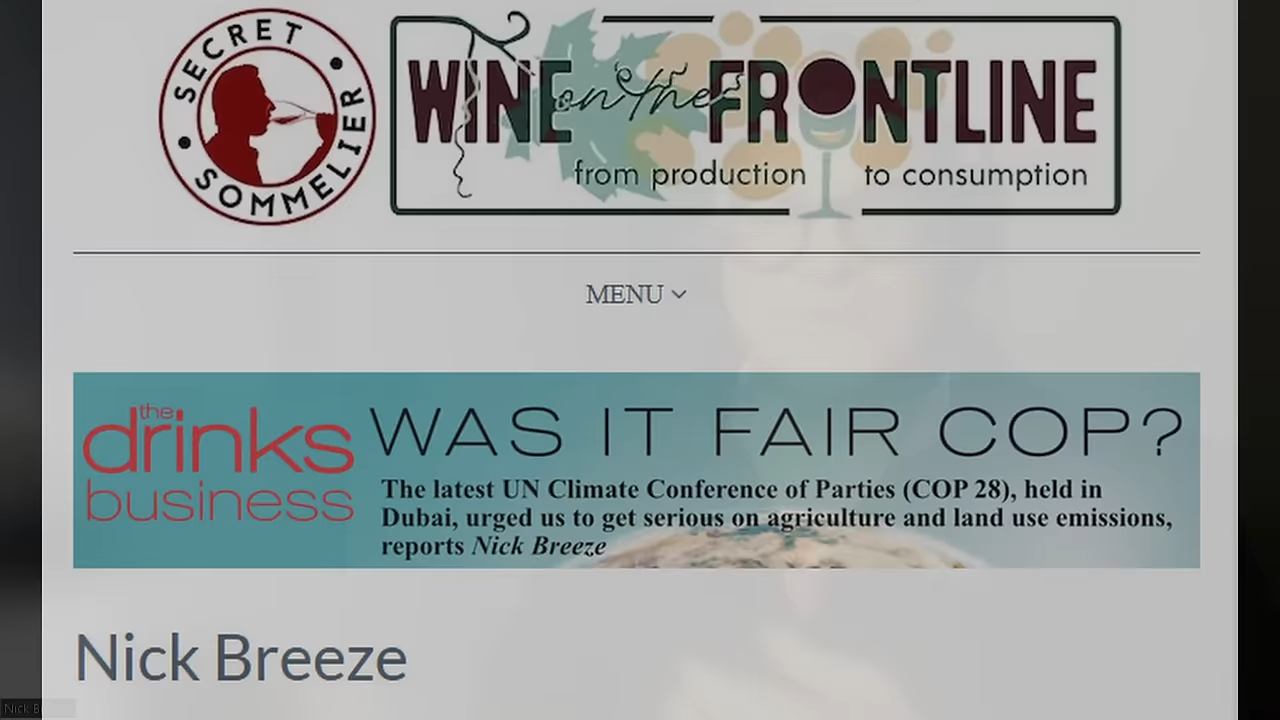 SECRET SOMMELIER
WINE on the FRONTLINE
from production to consumption
MENU
the drinks business
WAS IT FAIR COP?
The latest UN Climate Conference of Parties (COP 28), held in
Dubai, urged us to get serious on agriculture and land use emissions,
reports Nick Breeze
Nick Breeze
Nick B